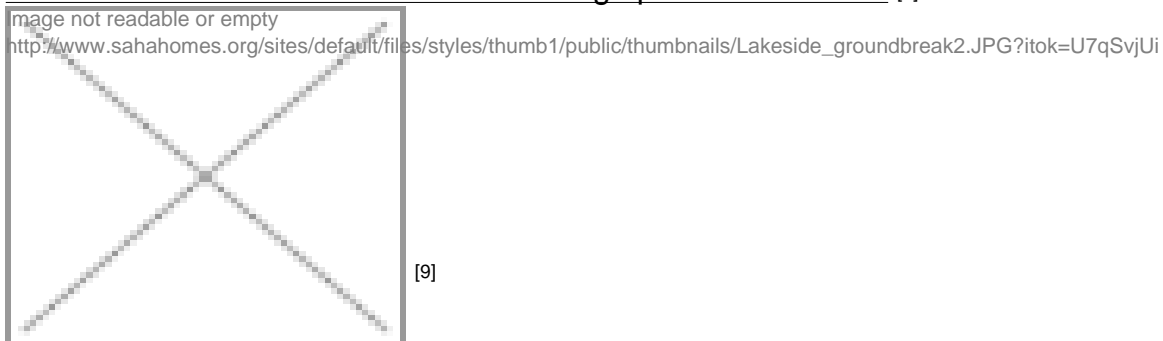 Image not readable or empty
http://www.sahahomes.org/sites/default/files/styles/thumb1/public/thumbnails/Lakeside_groundbreak2.JPG?itok=U7qSvjUi
[9]